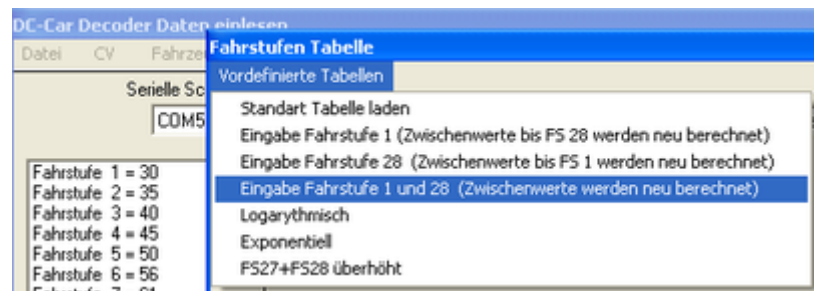 DC-Car Decoder Daten einlesen
Datei CV
Fahrstufen Tabelle
Vordefinierte Tabellen
Serielle
COM5
Standart Tabelle laden
Eingabe Fahrstufe 1 (Zwischenwerte bis FS 28 werden neu berechnet)
Eingabe Fahrstufe 28 (Zwischenwerte bis FS 1 werden neu berechnet)
Eingabe Fahrstufe 1 und 28 (Zwischenwerte werden neu berechnet)
Logarythmisch
Exponentiell
FS27+FS28 überhöht
Fahrstufe 1 = 30
Fahrstufe 2 = 35
Fahrstufe 3 = 40
Fahrstufe 4 = 45
Fahrstufe 5 = 50
Fahrstufe 6 = 56